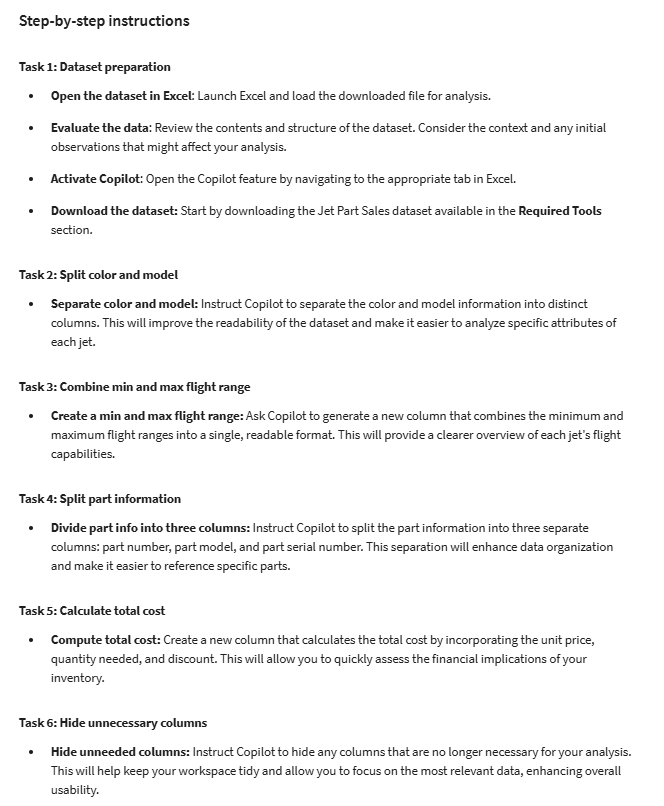 Step-by-step instructions
Task 1: Dataset preparation
• Open the dataset in Excel: Launch Excel and load the downloaded file for analysis.
• Evaluate the data: Review the contents and structure of the dataset. Consider the context and any initial
observations that might affect your analysis.
• Activate Copilot: Open the Copilot feature by navigating to the appropriate tab in Excel.
• Download the dataset: Start by downloading the Jet Part Sales dataset available in the Required Tools
section.
Task 2: Split color and model
• Separate color and model: Instruct Copilot to separate the color and model information into distinct
columns. This will improve the readability of the dataset and make it easier to analyze specific attributes of
each jet.
Task 3: Combine min and max flight range
• Create a min and max flight range: Ask Copilot to generate a new column that combines the minimum and
maximum flight ranges into a single, readable format. This will provide a clearer overview of each jet's flight
capabilities.
Task 4: Split part information
• Divide part info into three columns: Instruct Copilot to split the part information into three separate
columns: part number, part model, and part serial number. This separation will enhance data organization
and make it easier to reference specific parts.
Task 5: Calculate total cost
• Compute total cost: Create a new column that calculates the total cost by incorporating the unit price,
quantity needed, and discount. This will allow you to quickly assess the financial implications of your
inventory.
Task 6: Hide unnecessary columns
• Hide unneeded columns: Instruct Copilot to hide any columns that are no longer necessary for your analysis.
This will help keep your workspace tidy and allow you to focus on the most relevant data, enhancing overall
usability.